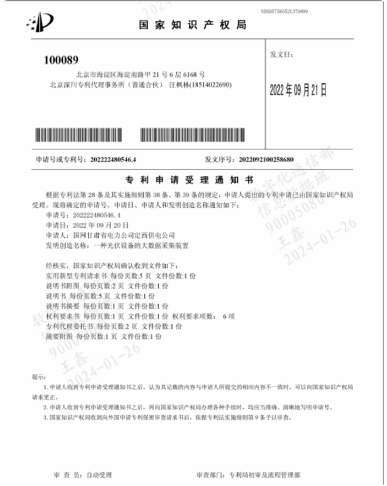 国家知识产权局
100089
发文日：
北京市海淀区海淀南路甲 21 号 6 层 6168 号
北京深川专利代理事务所（普通合伙） 汪枫林(18514022690)
2022年09月21日
申请号或专利号：202222480546.4
发文序号：2022092100258680
专利申请受理通知书
根据专利法第 28 条及其实施细则第 38 条、第 39 条的规定，申请人提出的专利申请已由国家知识产权局
受理。现将确定的申请号、申请日、申请人和发明创造名称通知如下：
申请号：202222480546.4
申请日：2022 年 09 月 20 日
申请人：国网甘肃省电力公司定西供电公司
发明创造名称：一种光伏设备的大数据采集装置
经核实，国家知识产权局确认收到文件如下：
实用新型专利请求书 每份页数:5 页 文件份数:1 份
说明书附图 每份页数:2 页 文件份数:1 份
说明书 每份页数:5 页 文件份数:1 份
说明书摘要 每份页数:1 页 文件份数:1 份
权利要求书 每份页数:1 页 文件份数:1 份 权利要求项数： 6 项
专利代理委托书 每份页数:2 页 文件份数:1 份
摘要附图 每份页数:1 页 文件份数:1 份
提示：
1. 申请人收到专利申请受理通知书之后，认为其记载的内容与申请人所提交的相应内容不一致时，可以向国家知识产权局
请求更正。
2. 申请人收到专利申请受理通知书之后，再向国家知识产权局办理各种手续时，均应当准确、清晰地写明申请号。
3. 国家知识产权局收到向外国申请专利保密审查请求书后，依据专利法实施细则第 9 条予以审查。
审 查 员：自动受理
审查部门：专利局初审及流程管理部
王鑫
2024-01-26